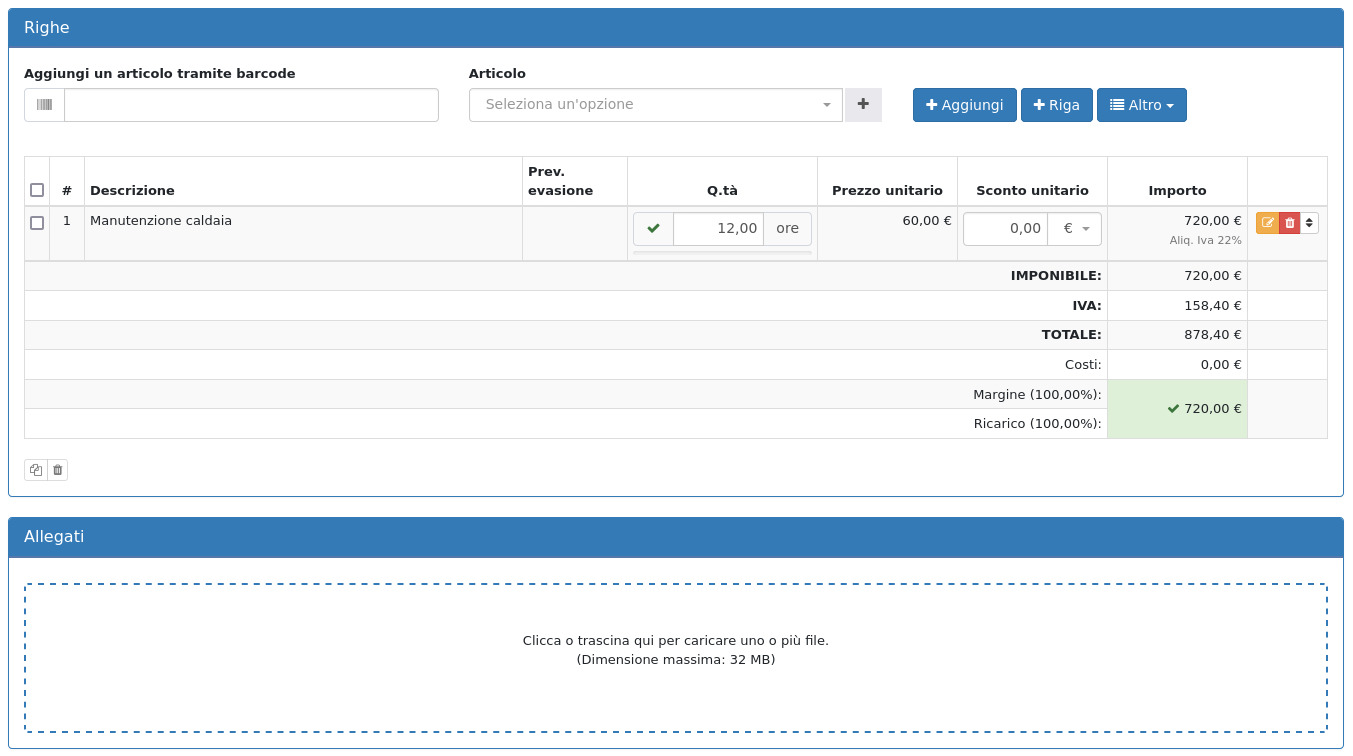 Righe
Aggiungi un articolo tramite barcode
Articolo
Seleziona un'opzione
Aggiungi
Riga
Altro
#
Descrizione
Prev.
evasione
Q.tà
Prezzo unitario
Sconto unitario
Importo
1
Manutenzione caldaia
12,00
ore
60,00 €
0,00
€
720,00 €
Aliq. Iva 22%
IMPONIBILE:
720,00 €
IVA:
158,40 €
TOTALE:
878,40 €
Costi:
0,00 €
Margine (100,00%):
720,00 €
Ricarico (100,00%):
Allegati
Clicca o trascina qui per caricare uno o più file.
(Dimensione massima: 32 MB)